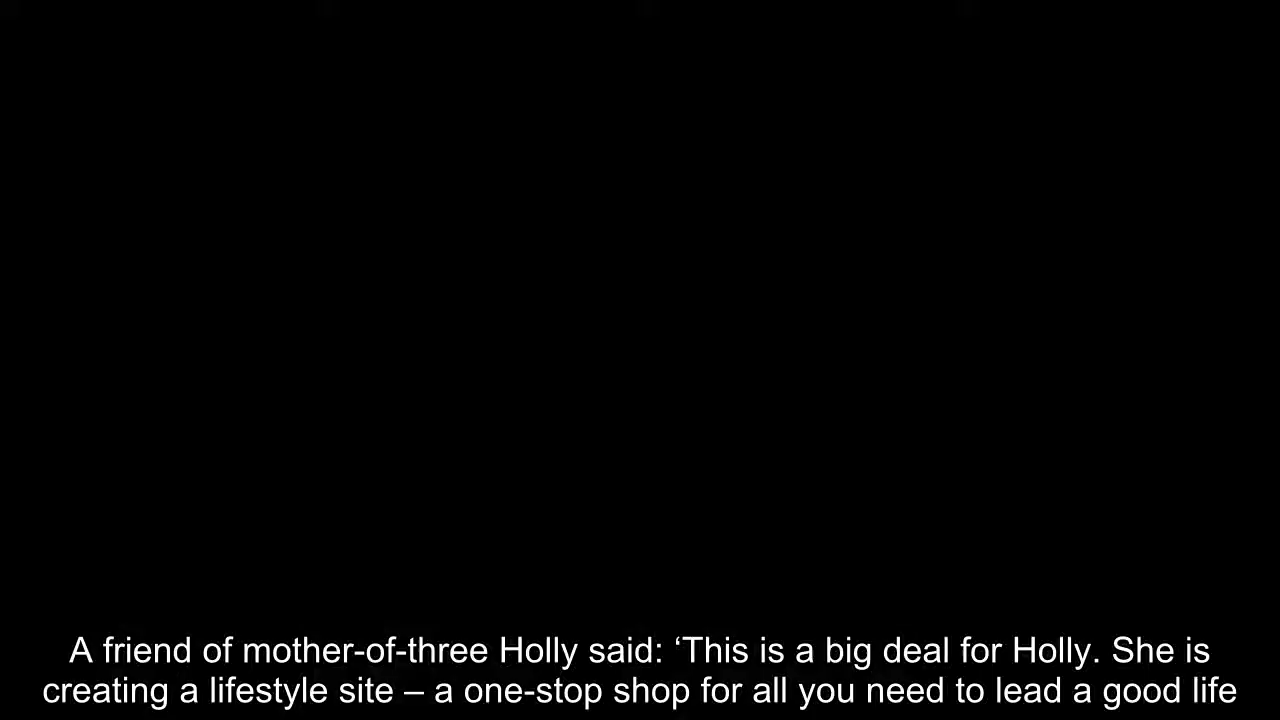 A friend of mother-of-three Holly said: ‘This is a big deal for Holly. She is
creating a lifestyle site – a one-stop shop for all you need to lead a good life